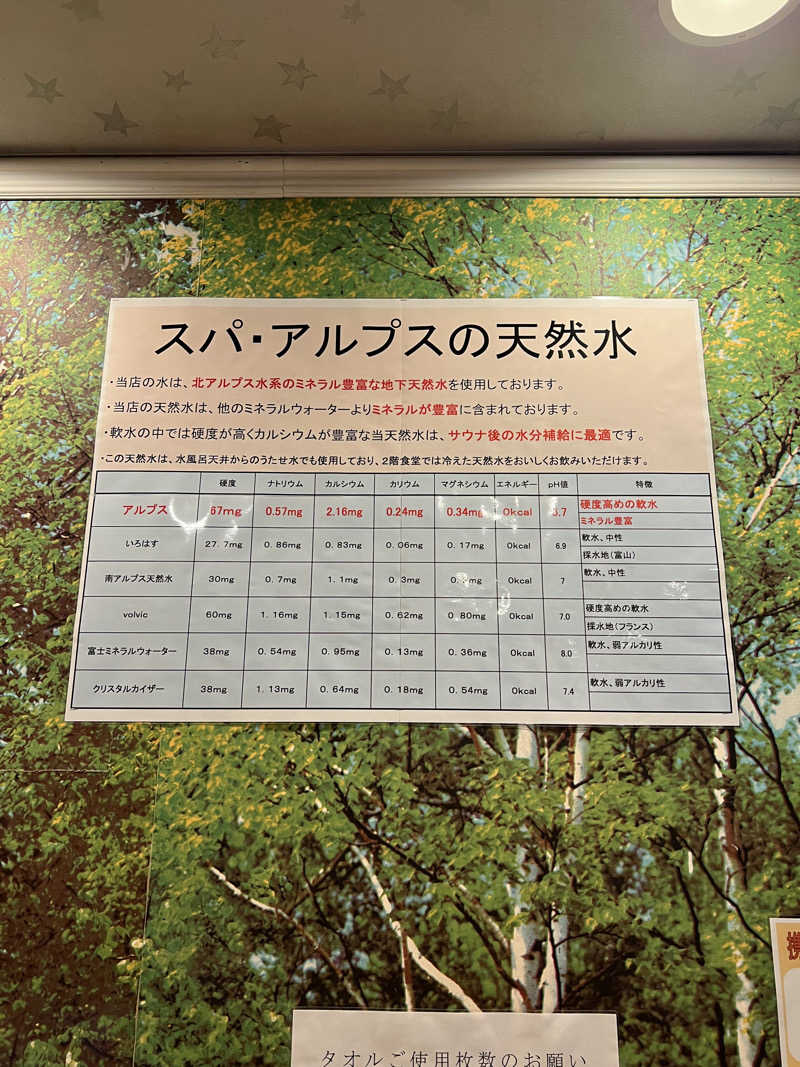 スパ・アルプスの天然水
・当店の水は、北アルプス水系のミネラル豊富な地下天然水を使用しております。
・当店の天然水は、他のミネラルウォーターよりミネラルが豊富に含まれております。
・軟水の中では硬度が高くカルシウムが豊富な当天然水は、サウナ後の水分補給に最適です。
・この天然水は、水風呂天井からのうたせ水でも使用しており、2階食堂では冷えた天然水をおいしくお飲みいただけます。
硬度 ナトリウム カルシウム カリウム マグネシウム エネルギー pH値 特徴
アルプス 67mg 0.57mg 2.16mg 0.24mg 0.34mg 0kcal 硬度高めの軟水
ミネラル豊富
いろはす 27.7mg 0.86mg 0.83mg 0.06mg 0.17mg 0kcal 6.9 軟水、中性
採水地(富山)
南アルプス天然水 30mg 0.7mg 1.1mg 0.3mg 0kcal 7 軟水、中性
volvic 60mg 1.16mg 1.15mg 0.62mg 0.80mg 0kcal 7.0 硬度高めの軟水
採水地(フランス)
富士ミネラルウォーター 38mg 0.54mg 0.95mg 0.13mg 0.36mg 0kcal 8.0 軟水、弱アルカリ性
クリスタルカイザー 38mg 1.13mg 0.64mg 0.18mg 0.54mg 0kcal 7.4 軟水、弱アルカリ性
携
タオルご使用枚数のお願い